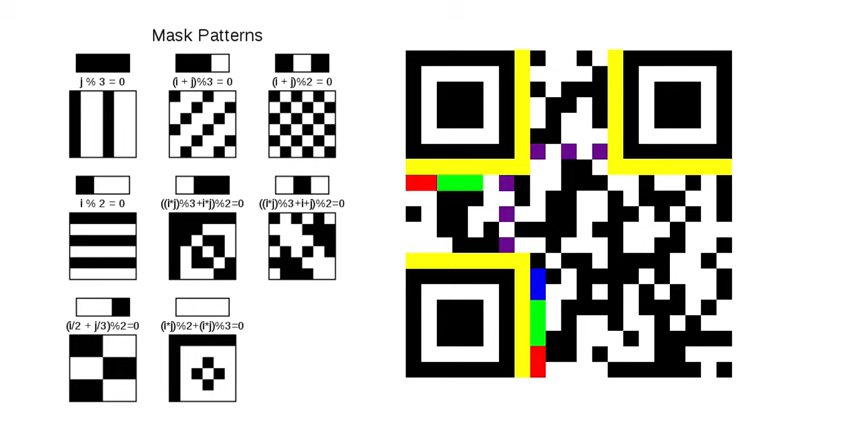 Mask Patterns
j % 3 = 0
(i + j)%3 = 0
(i + j)%2 = 0
i % 2 = 0
((i*j)%3+i*j)%2=0
((i*j)%3+i+j)%2=0
(i/2 + j/3)%2=0
(i*j)%2+(i*j)%3=0